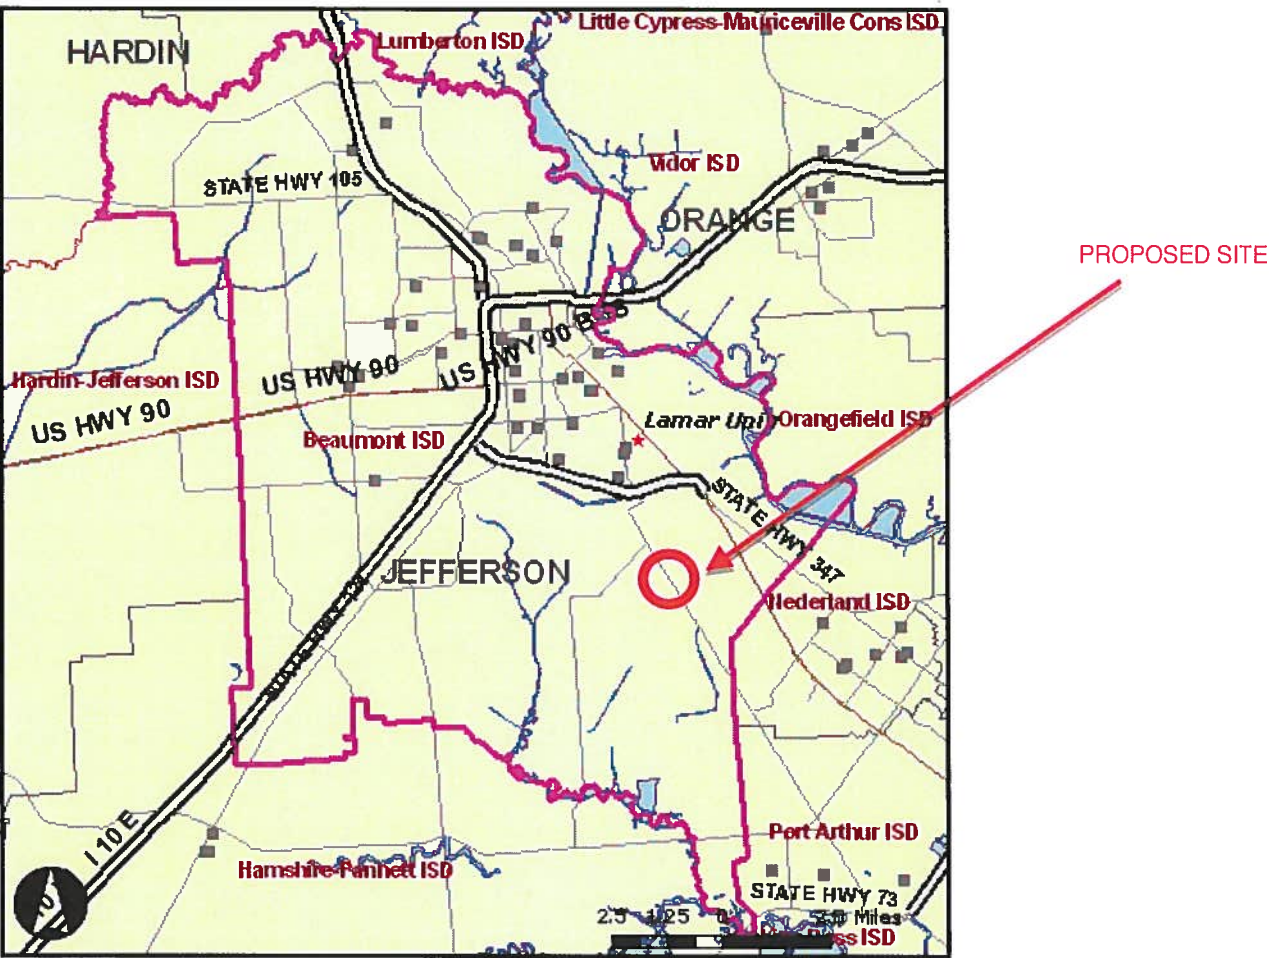 Little Cypress-Mauriceville Cons ISD
HARDIN
Lumberton ISD
Vidor ISD
STATE HWY 105
ORANGE
PROPOSED SITE
US HWY 90
Hardin-Jefferson ISD
US HWY 90
US HWY 90
Lamar Uni
Orangefield ISD
Beaumont ISD
STATE HWY 347
JEFFERSON
Nederland ISD
STATE HWY
I 10 E
Port Arthur ISD
Hamshire-Fannett ISD
STATE HWY 73
2.5 1.25 0 2.5 Miles
ISD